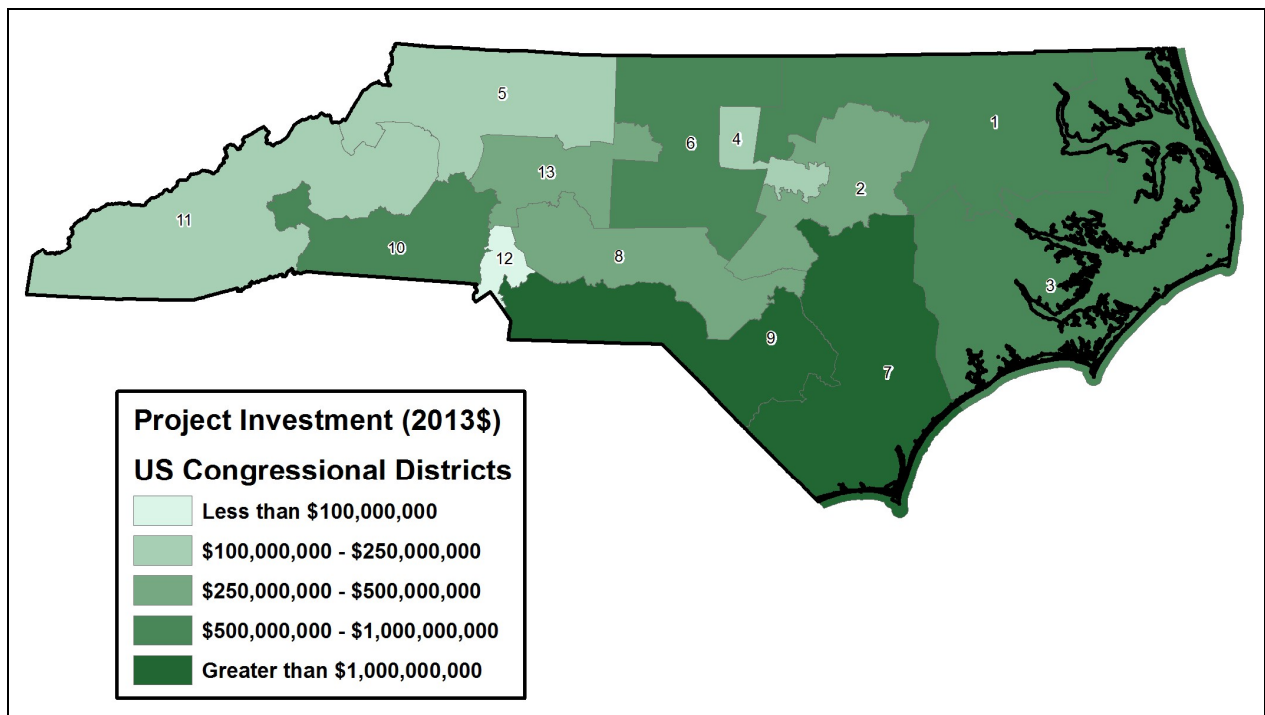 5
1
4
6
13
2
11
10
12
8
3
9
7
Project Investment (2013$)
US Congressional Districts
Less than $100,000,000
$100,000,000 - $250,000,000
$250,000,000 - $500,000,000
$500,000,000 - $1,000,000,000
Greater than $1,000,000,000